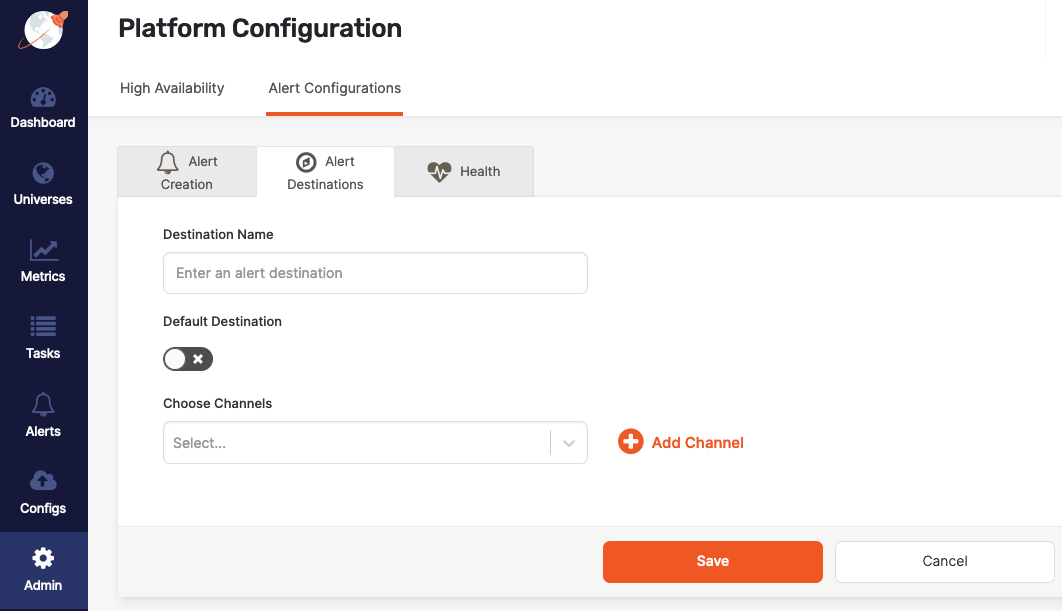 Platform Configuration
High Availability
Alert Configurations
Dashboard
Universes
Metrics
Tasks
Alerts
Configs
Admin
Alert
Creation
Alert
Destinations
Health
Destination Name
Enter an alert destination
Default Destination
Choose Channels
Select...
Add Channel
Save
Cancel